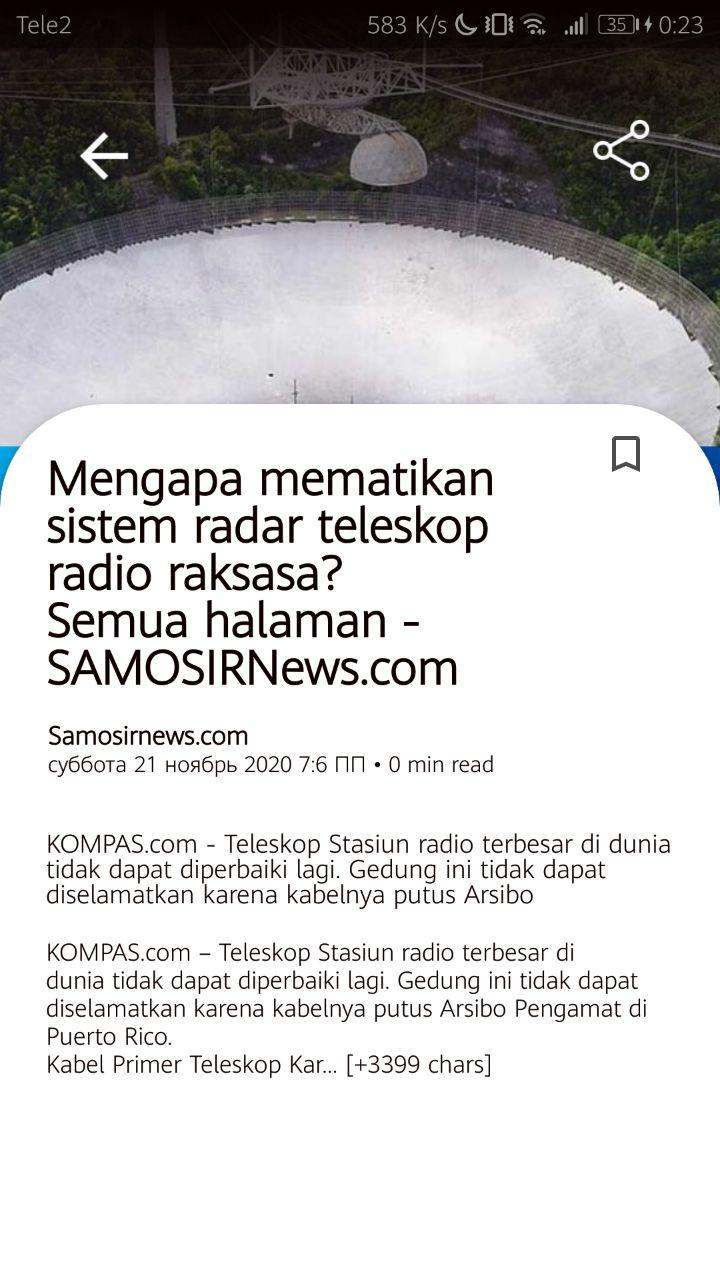 Tele2 583 K/s 35 0:23
Mengapa mematikan
sistem radar teleskop
radio raksasa?
Semua halaman -
SAMOSIRNews.com
Samosirnews.com
суббота 21 ноябрь 2020 7:6 ПП • 0 min read
KOMPAS.com - Teleskop Stasiun radio terbesar di dunia
tidak dapat diperbaiki lagi. Gedung ini tidak dapat
diselamatkan karena kabelnya putus Arsibo
KOMPAS.com – Teleskop Stasiun radio terbesar di
dunia tidak dapat diperbaiki lagi. Gedung ini tidak dapat
diselamatkan karena kabelnya putus Arsibo Pengamat di
Puerto Rico.
Kabel Primer Teleskop Kar… [+3399 chars]